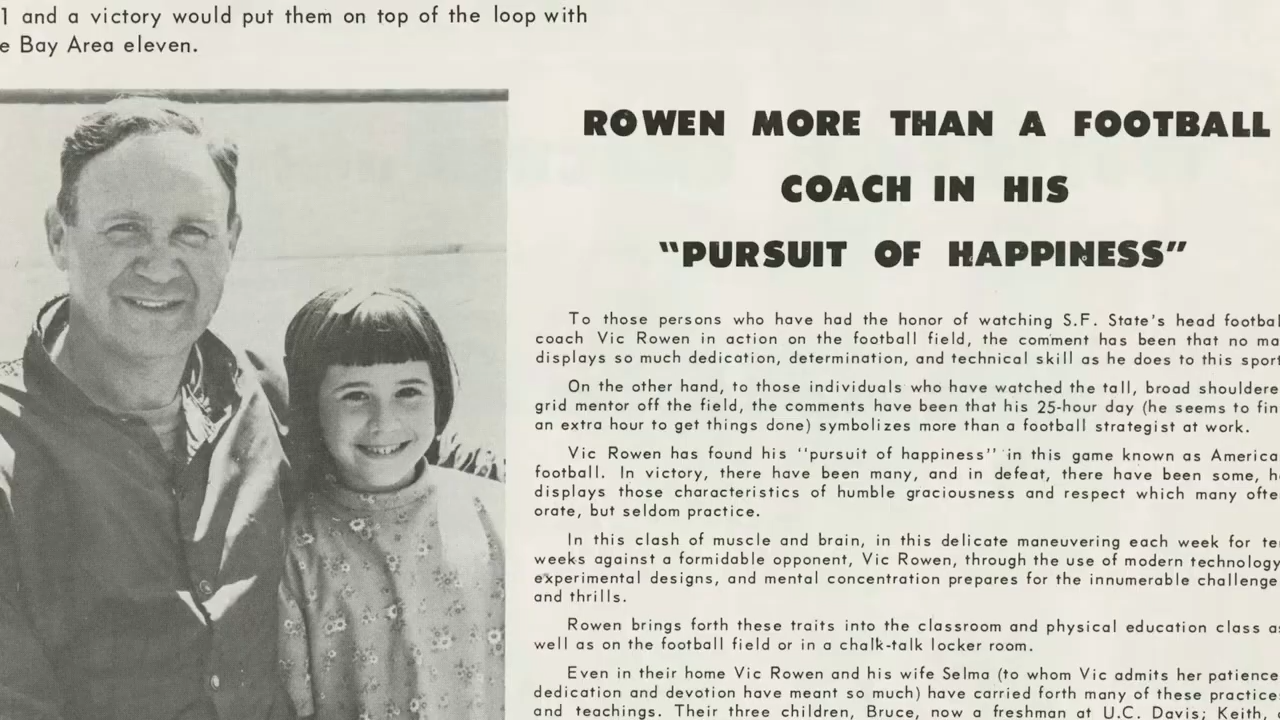 1 and a victory would put them on top of the loop with
e Bay Area eleven.
ROWEN MORE THAN A FOOTBALL
COACH IN HIS
"PURSUIT OF HAPPINESS"
To those persons who have had the honor of watching S.F. State's head footbal
coach Vic Rowen in action on the football field, the comment has been that no ma
displays so much dedication, determination, and technical skill as he does to this sport
On the other hand, to those individuals who have watched the tall, broad shouldere
grid mentor off the field, the comments have been that his 25-hour day (he seems to fin
an extra hour to get things done) symbolizes more than a football strategist at work.
Vic Rowen has found his "pursuit of happiness" in this game known as America
football. In victory, there have been many, and in defeat, there have been some, h
displays those characteristics of humble graciousness and respect which many ofte
orate, but seldom practice.
In this clash of muscle and brain, in this delicate maneuvering each week for te
weeks against a formidable opponent, Vic Rowen, through the use of modern technology
experimental designs, and mental concentration prepares for the innumerable challenge
and thrills.
Rowen brings forth these traits into the classroom and physical education class a
well as on the football field or in a chalk-talk locker room.
Even in their home Vic Rowen and his wife Selma (to whom Vic admits her patience
dedication and devotion have meant so much) have carried forth many of these practice
and teachings. Their three children, Bruce, now a freshman at U.C. Davis; Keith,